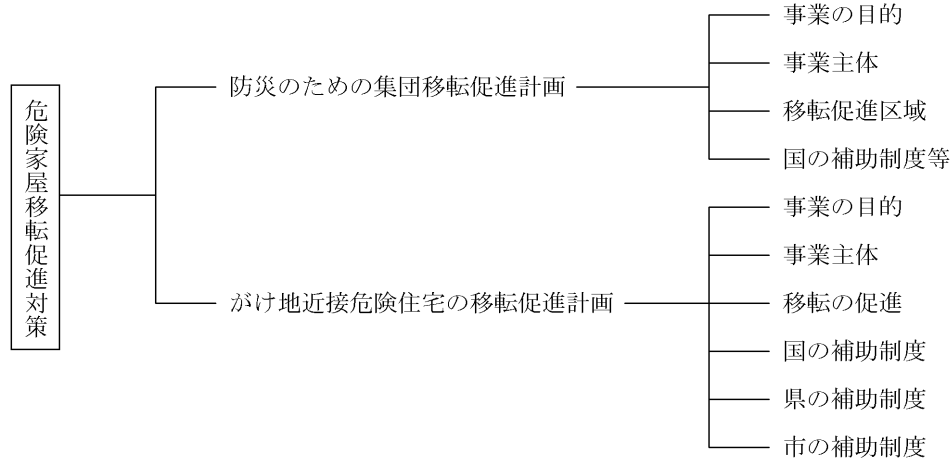 危険家屋移転促進対策
防災のための集団移転促進計画
事業の目的
事業主体
移転促進区域
国の補助制度等
がけ地近接危険住宅の移転促進計画
事業の目的
事業主体
移転の促進
国の補助制度
県の補助制度
市の補助制度